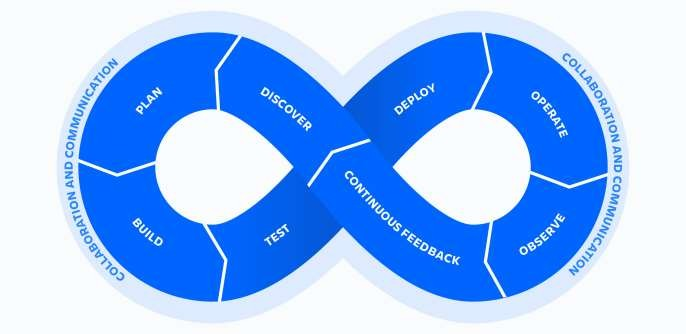 COLLABORATION AND COMMUNICATION
PLAN
DISCOVER
BUILD
TEST
DEPLOY
OPERATE
CONTINUOUS FEEDBACK
OBSERVE
COLLABORATION AND COMMUNICATION